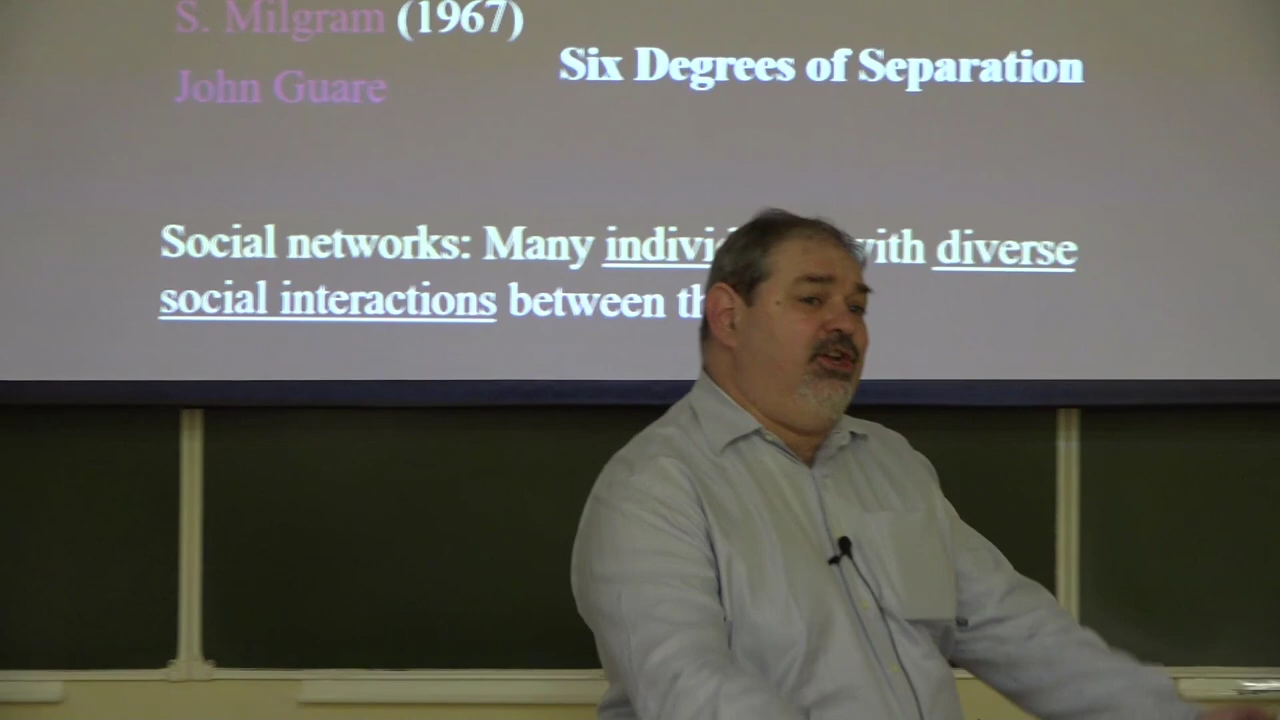 S. Milgram (1967)
John Guare
Six Degrees of Separation
Social networks: Many with diverse
social interactions between